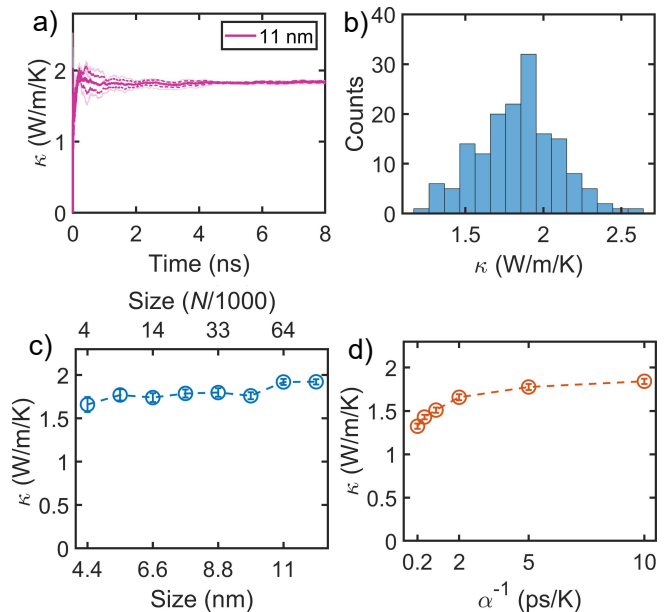 a)
11 nm
κ (W/m/K)
2
1
0
0 2 4 6 8
Time (ns)
b)
Counts
40
30
20
10
0
1.5 2 2.5
κ (W/m/K)
Size (N/1000)
4 14 33 64
c)
κ (W/m/K)
2
1.5
1
0.5
0
4.4 6.6 8.8 11
Size (nm)
d)
κ (W/m/K)
2
1.5
1
0.5
0
0.2 2 5 10
α⁻¹ (ps/K)